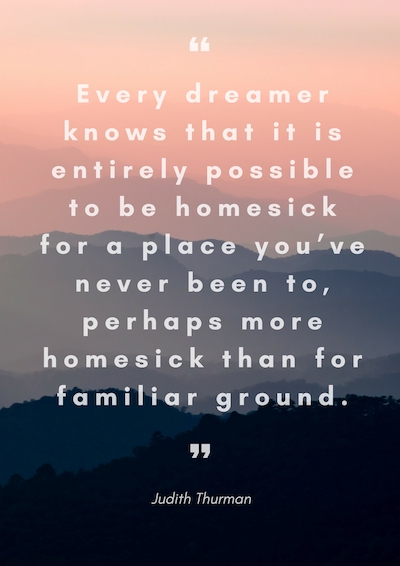 “
Every dreamer
knows that it is
entirely possible
to be homesick
for a place you’ve
never been to,
perhaps more
homesick than for
familiar ground.
”
Judith Thurman